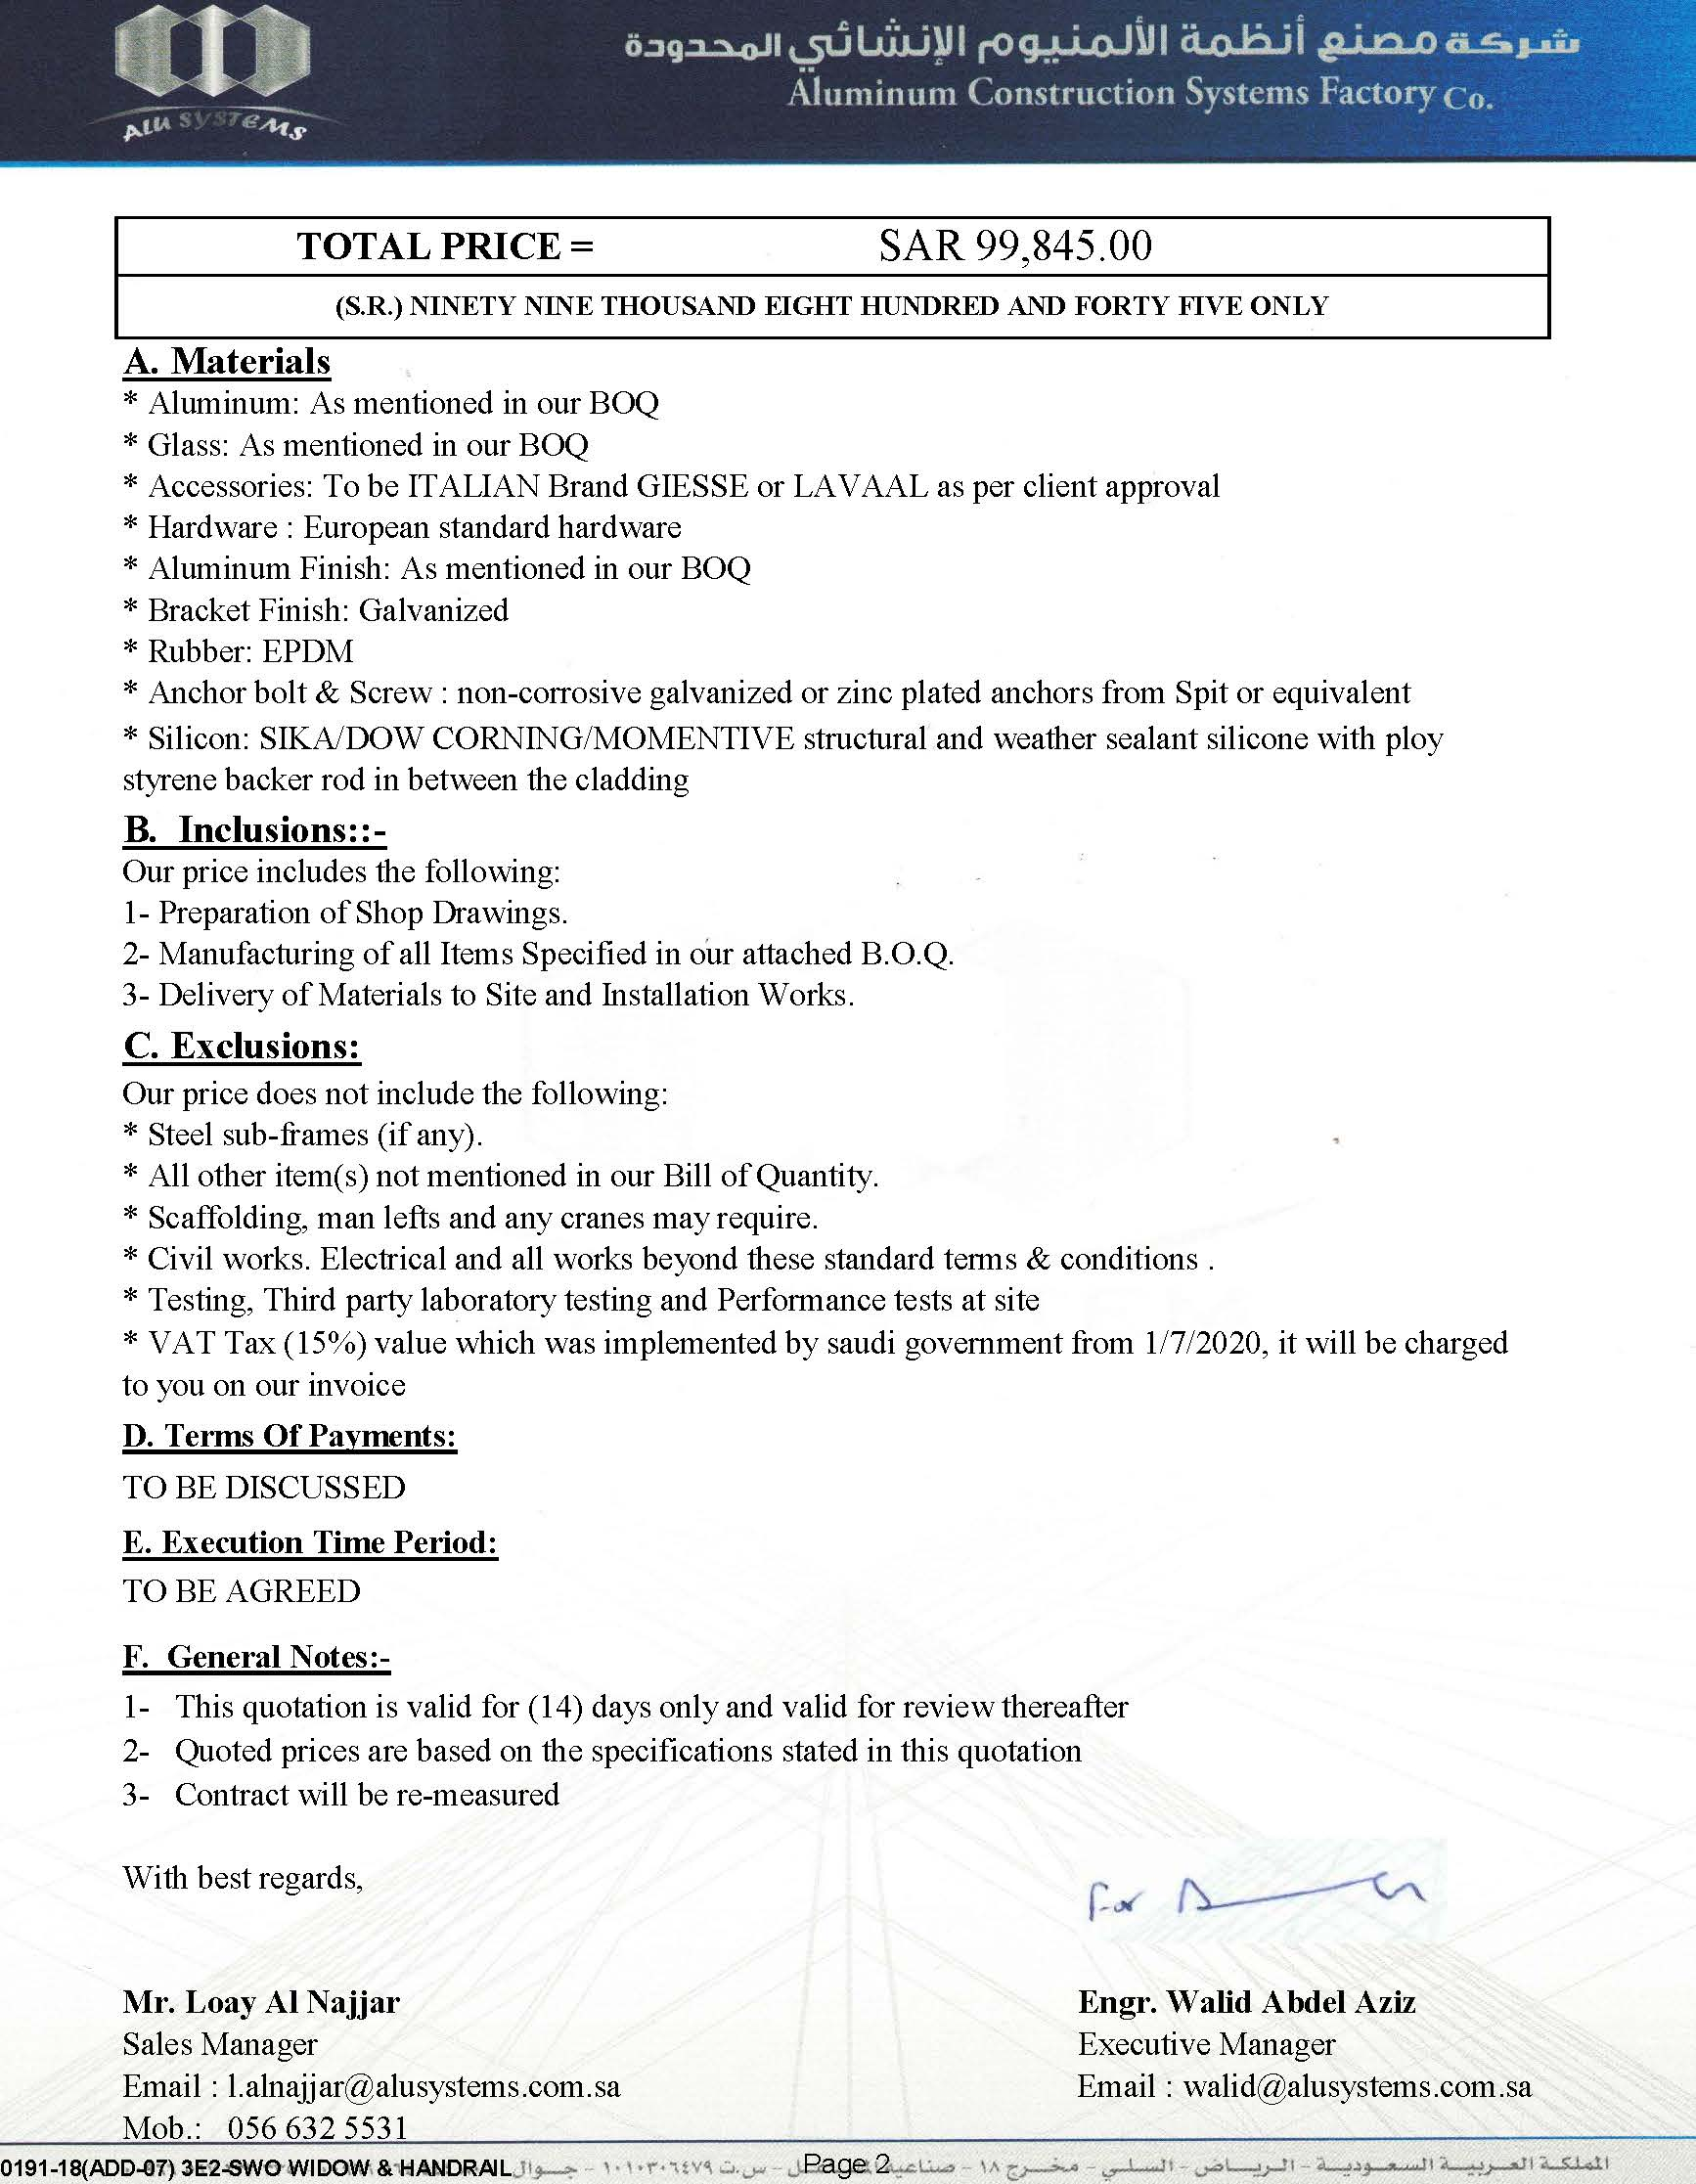 شركة مصنع أنظمة الألمنيوم الإنشائي المحدودة
Aluminum Construction Systems Factory Co.
ALU SYSTEMS
TOTAL PRICE = SAR 99,845.00
(S.R.) NINETY NINE THOUSAND EIGHT HUNDRED AND FORTY FIVE ONLY
A. Materials
* Aluminum: As mentioned in our BOQ
* Glass: As mentioned in our BOQ
* Accessories: To be ITALIAN Brand GIESSE or LAVAAL as per client approval
* Hardware : European standard hardware
* Aluminum Finish: As mentioned in our BOQ
* Bracket Finish: Galvanized
* Rubber: EPDM
* Anchor bolt & Screw : non-corrosive galvanized or zinc plated anchors from Spit or equivalent
* Silicon: SIKA/DOW CORNING/MOMENTIVE structural and weather sealant silicone with ploy
styrene backer rod in between the cladding
B. Inclusions::-
Our price includes the following:
1- Preparation of Shop Drawings.
2- Manufacturing of all Items Specified in our attached B.O.Q.
3- Delivery of Materials to Site and Installation Works.
C. Exclusions:
Our price does not include the following:
* Steel sub-frames (if any).
* All other item(s) not mentioned in our Bill of Quantity.
* Scaffolding, man lefts and any cranes may require.
* Civil works. Electrical and all works beyond these standard terms & conditions .
* Testing, Third party laboratory testing and Performance tests at site
* VAT Tax (15%) value which was implemented by saudi government from 1/7/2020, it will be charged
to you on our invoice
D. Terms Of Payments:
TO BE DISCUSSED
E. Execution Time Period:
TO BE AGREED
F. General Notes:-
1- This quotation is valid for (14) days only and valid for review thereafter
2- Quoted prices are based on the specifications stated in this quotation
3- Contract will be re-measured
With best regards,
For
Mr. Loay Al Najjar
Engr. Walid Abdel Aziz
Sales Manager
Executive Manager
Email : l.alnajjar@alusystems.com.sa
Email : walid@alusystems.com.sa
Mob.: 056 632 5531
المملكة العربية السعودية - الرياض - السلي - مخرج ١٨ - صناعية - س.ت ١٠١٠٣٠٦٤٧٩ - جوال
0191-18(ADD-07) 3E2-SWO WIDOW & HANDRAIL Page 2